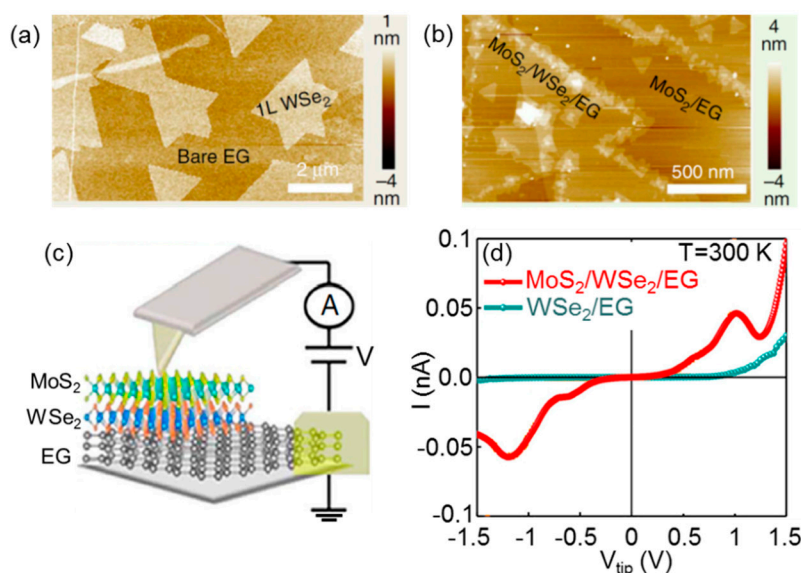 (a)
1L WSe₂
Bare EG
2 μm
1
nm
–4
nm
(b)
MoS₂/WSe₂/EG
MoS₂/EG
500 nm
4
nm
–4
nm
(c)
A
V
MoS₂
WSe₂
EG
(d)
T=300 K
MoS₂/WSe₂/EG
WSe₂/EG
I (nA)
0.1
0.05
0.0
-0.05
-0.1
-1.5 -1 -0.5 0 0.5 1 1.5
V_tip (V)